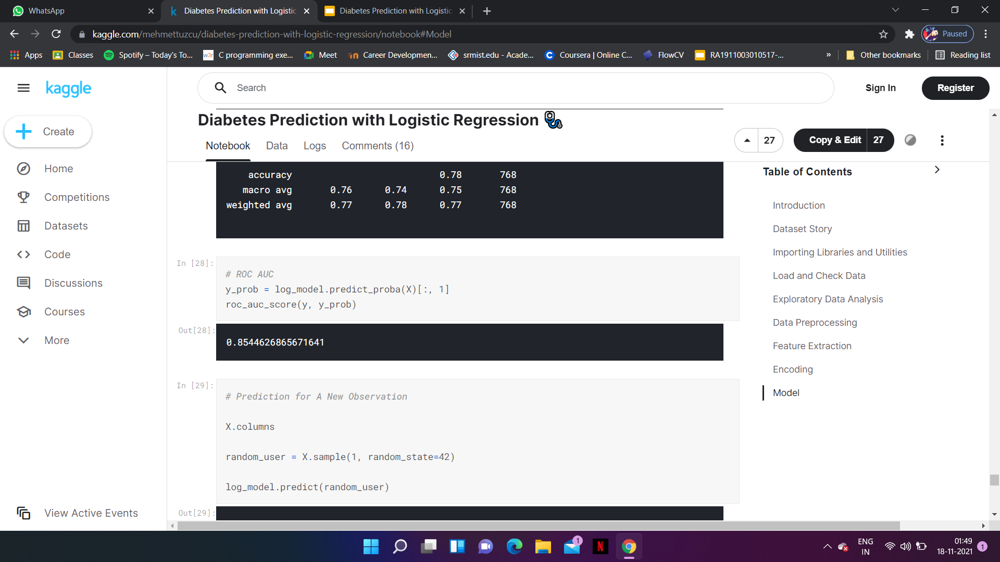 WhatsApp
Diabetes Prediction with Logistic
Diabetes Prediction with Logistic
kaggle.com/mehmettuzcu/diabetes-prediction-with-logistic-regression/notebook#Model
Paused
Apps
Classes
Spotify – Today's To...
w3r
C programming exe...
Meet
in
Career Developmen...
srmist.edu - Acade...
Coursera | Online C...
FlowCV
RA1911003010517-...
»
Other bookmarks
Reading list
kaggle
Search
Sign In
Register
Create
Home
Competitions
Datasets
Code
Discussions
Courses
More
View Active Events
Diabetes Prediction with Logistic Regression
Notebook
Data
Logs
Comments (16)
27
Copy & Edit
27
accuracy 0.78 768
macro avg 0.76 0.74 0.75 768
weighted avg 0.77 0.78 0.77 768
In [28]:
# ROC AUC
y_prob = log_model.predict_proba(X)[:, 1]
roc_auc_score(y, y_prob)
Out[28]:
0.8544626865671641
In [29]:
# Prediction for A New Observation
X.columns
random_user = X.sample(1, random_state=42)
log_model.predict(random_user)
Out[29]:
Table of Contents
Introduction
Dataset Story
Importing Libraries and Utilities
Load and Check Data
Exploratory Data Analysis
Data Preprocessing
Feature Extraction
Encoding
Model
1
N
ENG
IN
01:49
18-11-2021
1